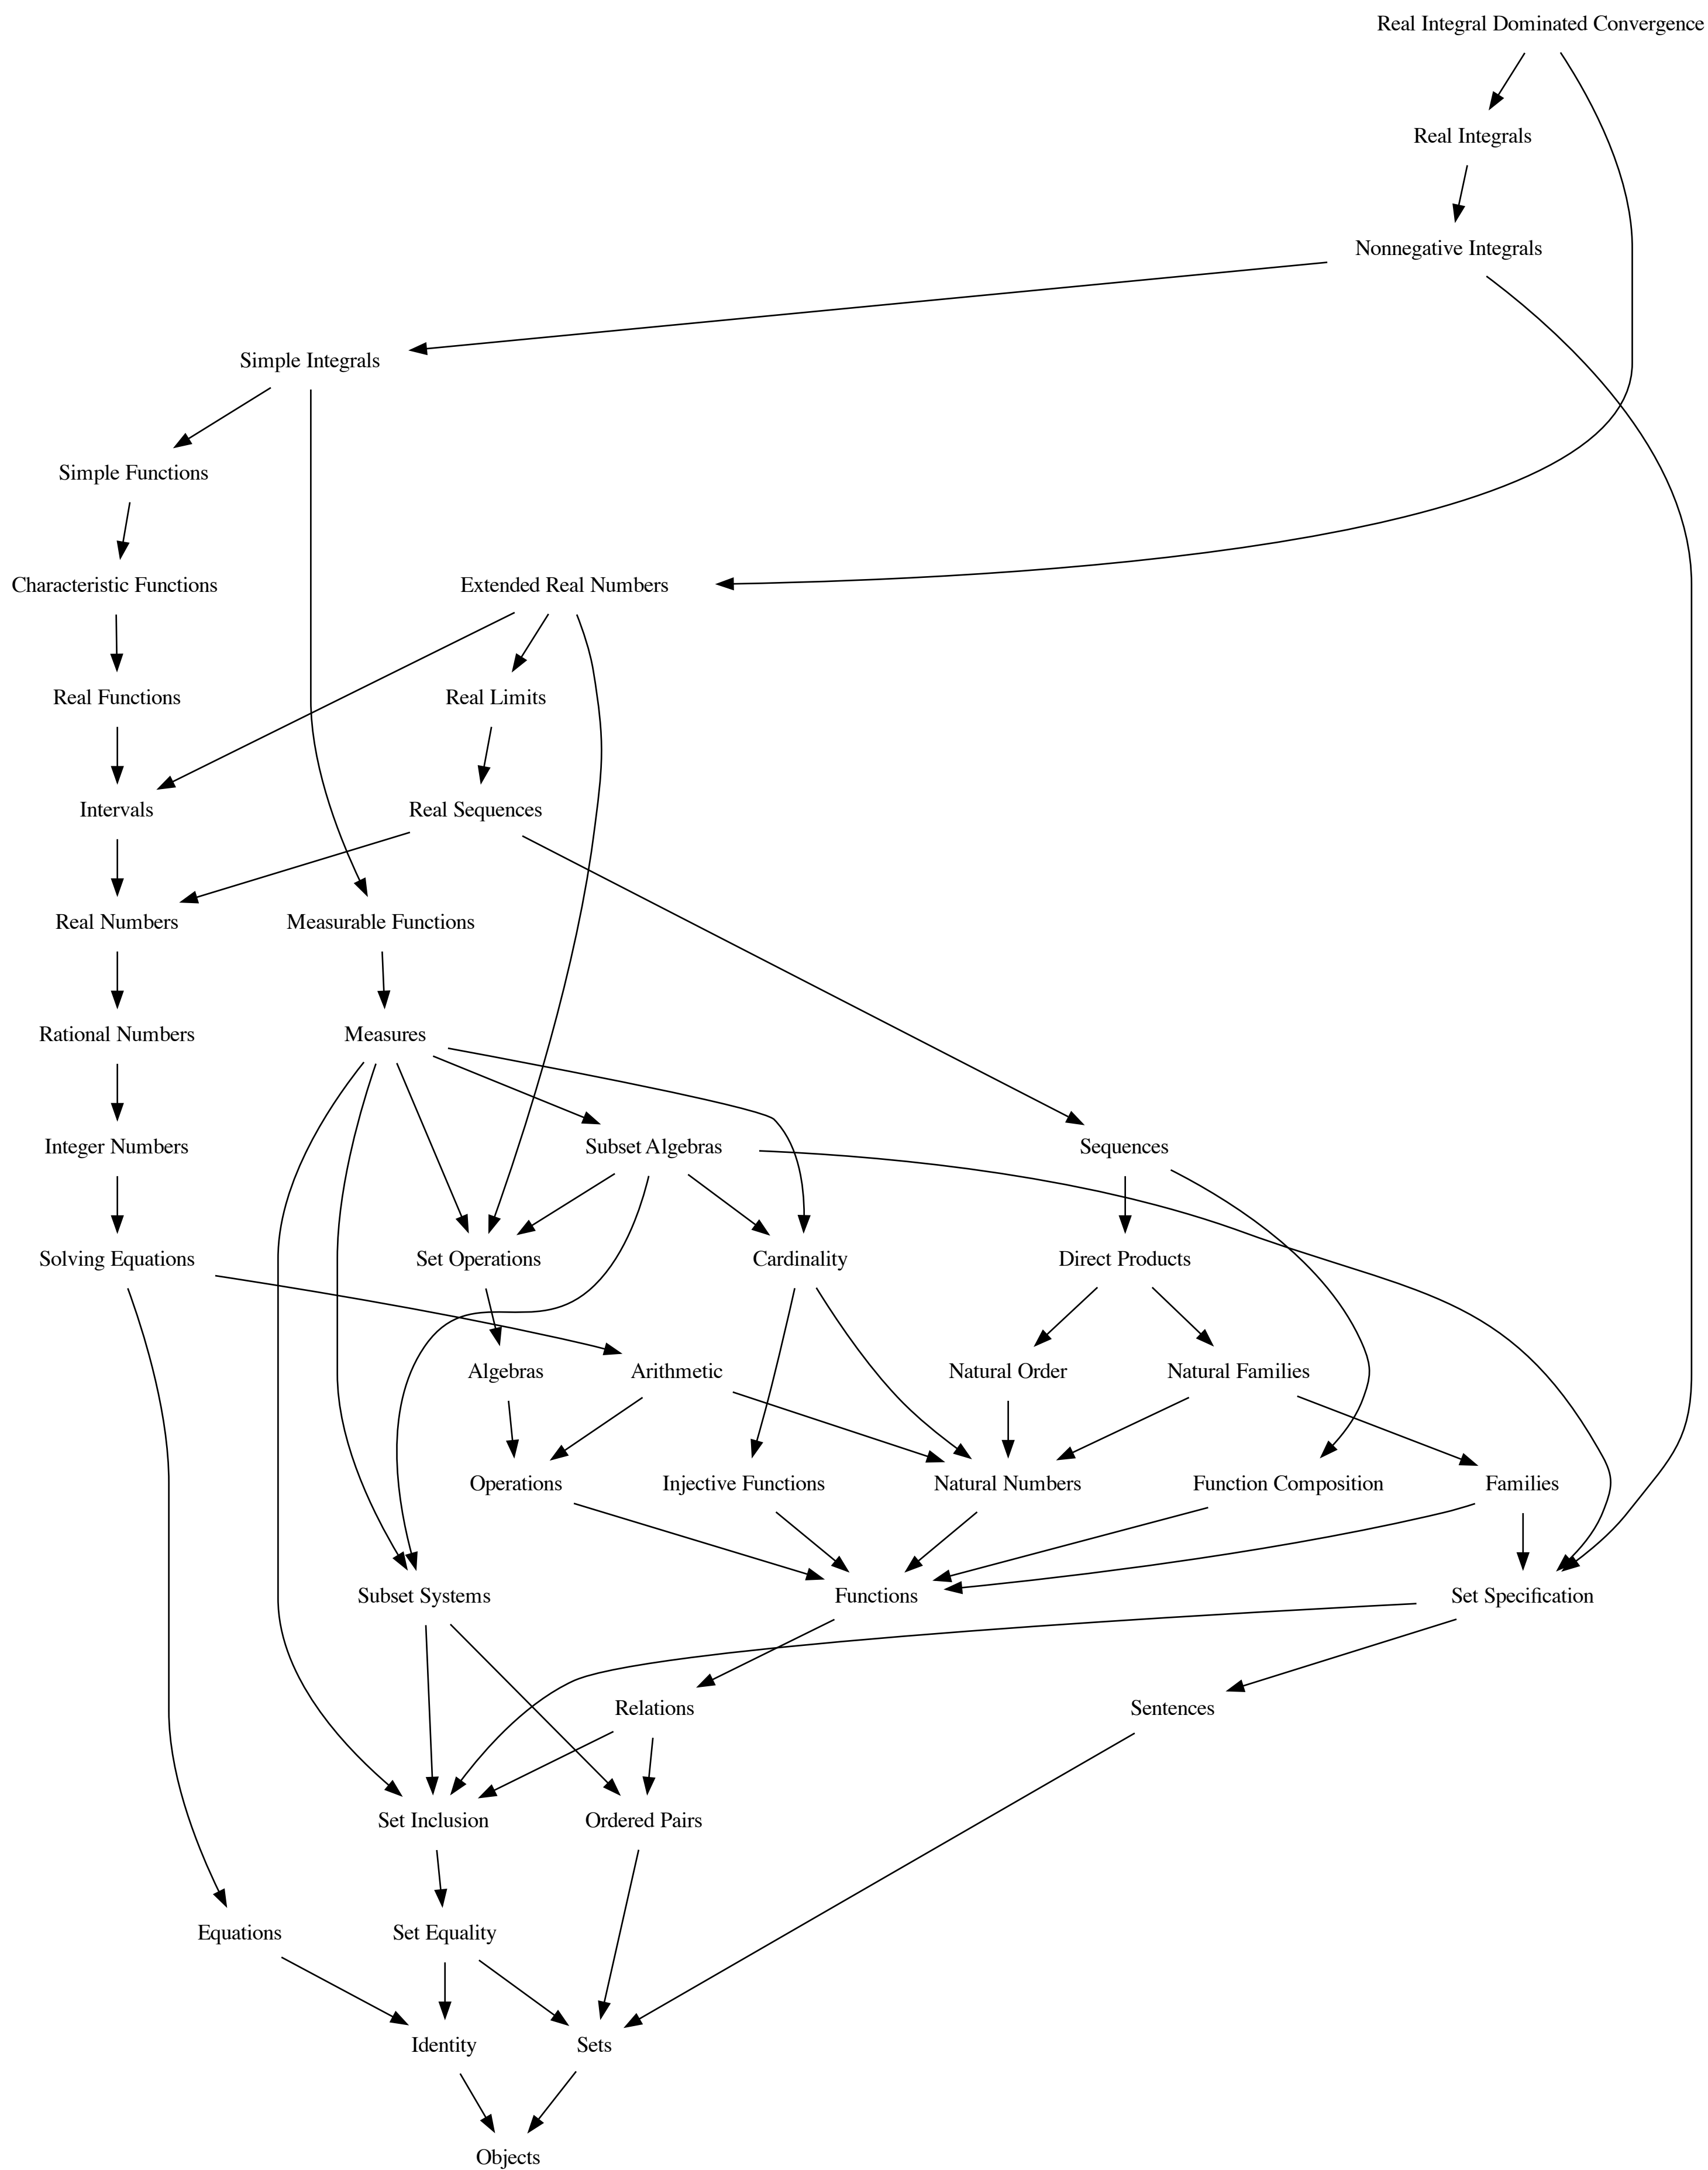 Real Integral Dominated Convergence
Real Integrals
Nonnegative Integrals
Simple Integrals
Simple Functions
Characteristic Functions
Extended Real Numbers
Real Functions
Real Limits
Intervals
Real Sequences
Real Numbers
Measurable Functions
Rational Numbers
Measures
Integer Numbers
Subset Algebras
Sequences
Solving Equations
Set Operations
Cardinality
Direct Products
Algebras
Arithmetic
Natural Order
Natural Families
Operations
Injective Functions
Natural Numbers
Function Composition
Families
Subset Systems
Functions
Set Specification
Relations
Sentences
Set Inclusion
Ordered Pairs
Equations
Set Equality
Identity
Sets
Objects